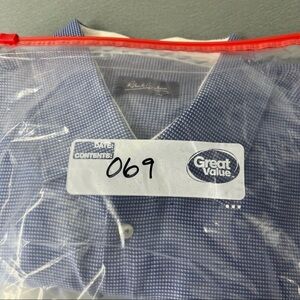 DATE:
CONTENTS:
069
Great
Value